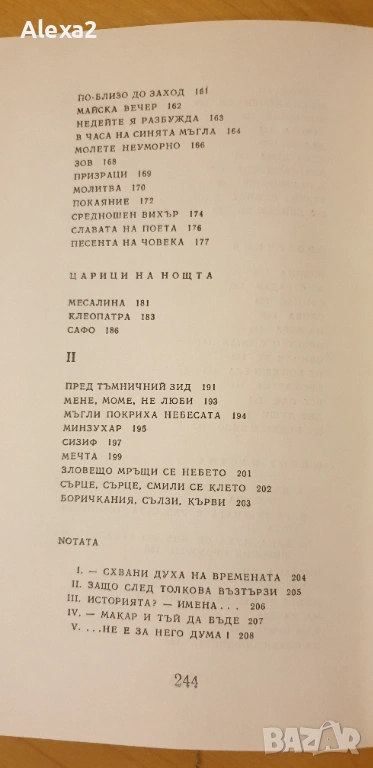 Alexa2
ПО-БЛИЗО ДО ЗАХОД 161
МАЙСКА ВЕЧЕР 162
НЕДЕЙТЕ Я РАЗБУЖДА 163
В ЧАСА НА СИНЯТА МЪГЛА 164
МОЛЕТЕ НЕУМОРНО 166
ЗОВ 168
ПРИЗРАЦИ 169
МОЛИТВА 170
ПОКАЯНИЕ 172
СРЕДНОШЕН ВИХЪР 174
СЛАВАТА НА ПОЕТА 176
ПЕСЕНТА НА ЧОВЕКА 177
ЦАРИЦИ НА НОЩТА
МЕСАЛИНА 181
КЛЕОПАТРА 183
САФО 186
II
ПРЕД ТЪМНИЧНИЙ ЗИД 191
МЕНЕ, МОМЕ, НЕ ЛЮБИ 193
МЪГЛИ ПОКРИХА НЕБЕСАТА 194
МИНЗУХАР 195
СИЗИФ 197
МЕЧТА 199
ЗЛОВЕЩО МРЪЩИ СЕ НЕБЕТО 201
СЪРЦЕ, СЪРЦЕ, СМИЛИ СЕ КЛЕТО 202
БОРИЧКАНИЯ, СЪЛЗИ, КЪРВИ 203
NOTATA
I. — СХВАНИ ДУХА НА ВРЕМЕНАТА 204
II. ЗАЩО СЛЕД ТОЛКОВА ВЪЗТЪРЗИ 205
III. ИСТОРИЯТА? — ИМЕНА... 206
IV. — МАКАР И ТЪЙ ДА БЪДЕ 207
V. ...НЕ Е ЗА НЕГО ДУМА! 208
244
BAZAR